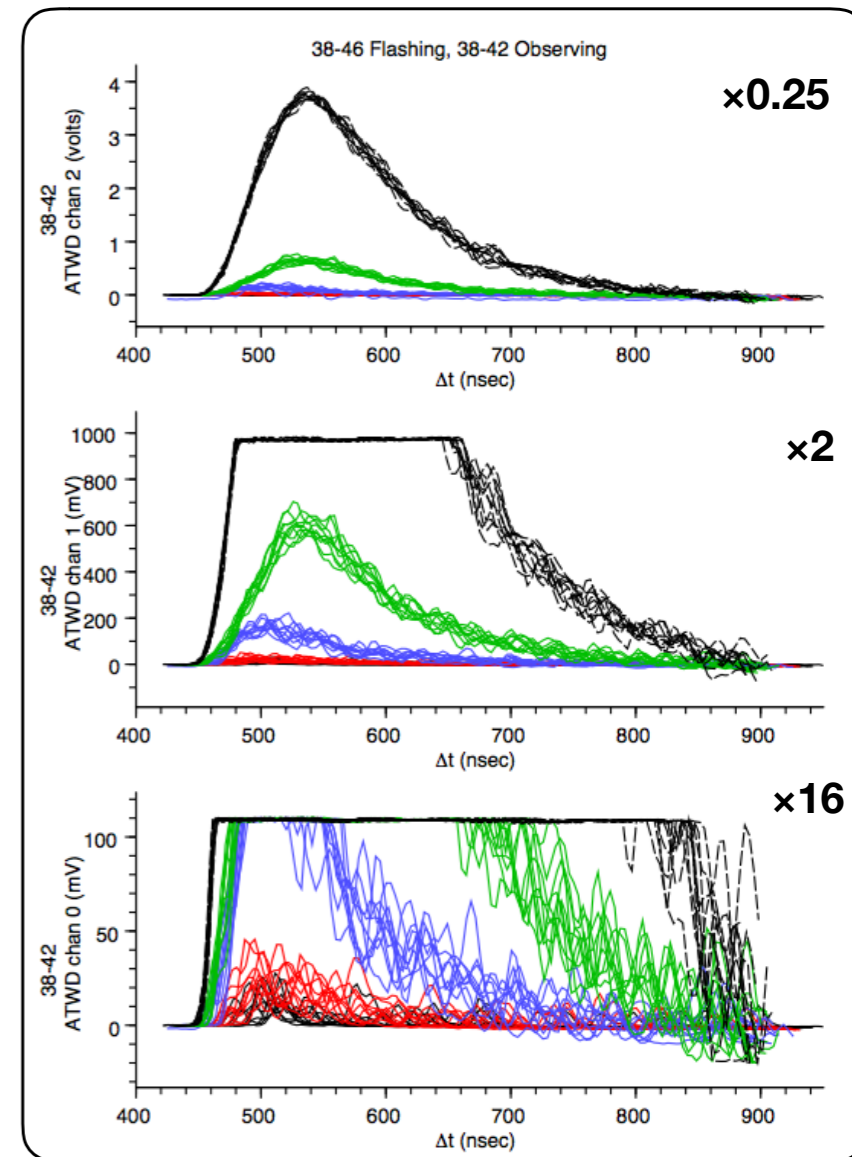 38-46 Flashing, 38-42 Observing
×0.25
38-42
ATWD chan 2 (volts)
4
3
2
1
0
400 500 600 700 800 900
Δt (nsec)
×2
38-42
ATWD chan 1 (mV)
1000
800
600
400
200
0
400 500 600 700 800 900
Δt (nsec)
×16
38-42
ATWD chan 0 (mV)
100
50
0
400 500 600 700 800 900
Δt (nsec)